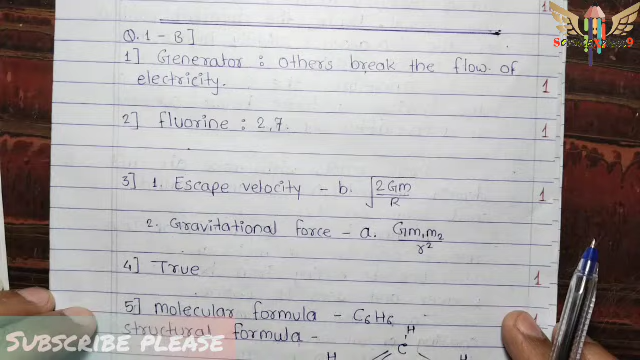 1
Q.1 - B]
1] Generator : others break the flow of
electricity.
1
2] fluorine : 2,7.
1
3] 1. Escape velocity - b. √2GM/R
1
2. Gravitational force - a. Gm₁m₂/r²
4] True
1
5] molecular formula - C₆H₆
structural formula -
H
H C H
SUBSCRIBE PLEASE